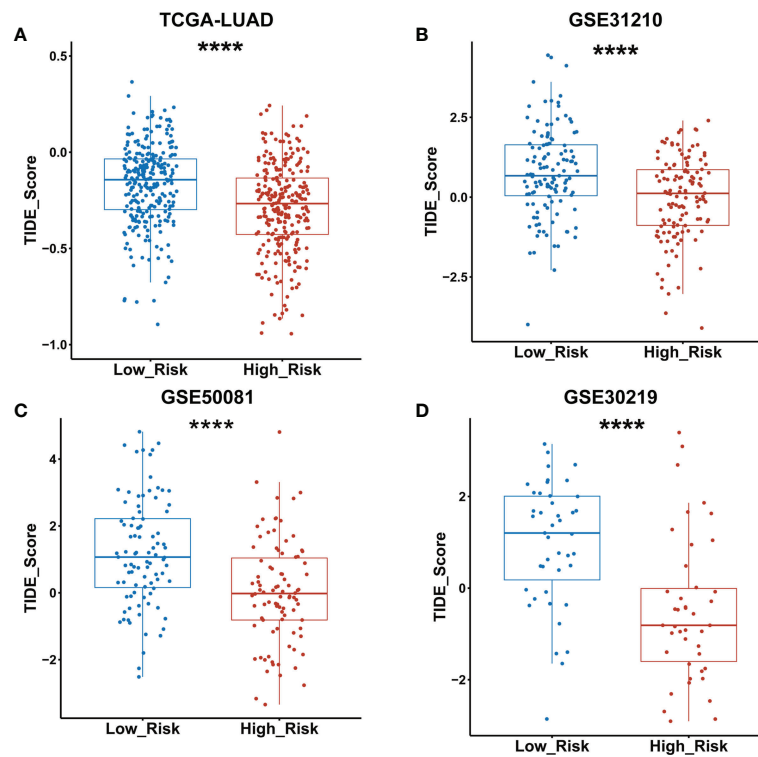 A
TCGA-LUAD
****
TIDE_Score
0.5
0.0
−0.5
−1.0
Low_Risk
High_Risk
B
GSE31210
****
TIDE_Score
2.5
0.0
−2.5
Low_Risk
High_Risk
C
GSE50081
****
TIDE_Score
4
2
0
−2
Low_Risk
High_Risk
D
GSE30219
****
TIDE_Score
2
0
−2
Low_Risk
High_Risk